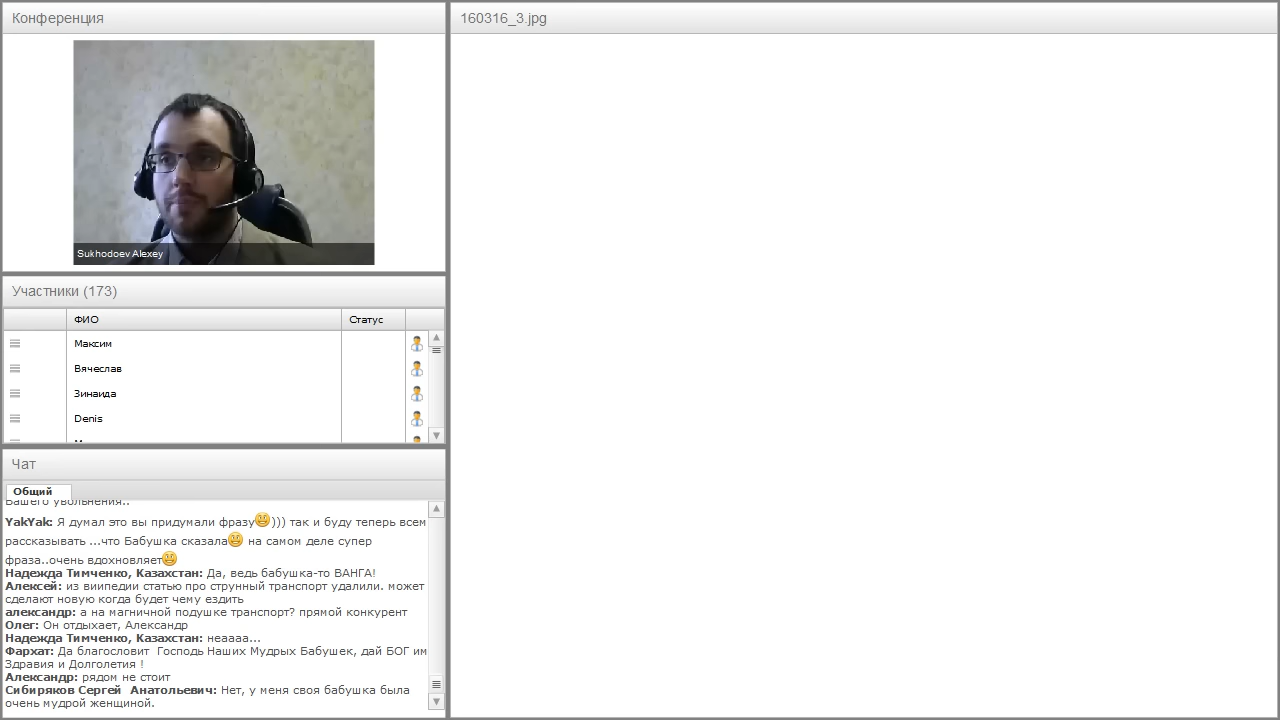 Конференция
160316_3.jpg
Sukhodoev Alexey
Участники (173)
ФИО
Статус
Максим
Вячеслав
Зинаида
Denis
Чат
Общий
Вашего увольнения..
YakYak: Я думал это вы придумали фразу))) так и буду теперь всем
рассказывать ...что Бабушка сказала на самом деле супер
фраза..очень вдохновляет
Надежда Тимченко, Казахстан: Да, ведь бабушка-то ВАНГА!
Алексей: из виипедии статью про струнный транспорт удалили. может
сделают новую когда будет чему ездить
александр: а на магничной подушке транспорт? прямой конкурент
Олег: Он отдыхает, Александр
Надежда Тимченко, Казахстан: неаааа...
Фархат: Да благословит Господь Наших Мудрых Бабушек, дай БОГ им
Здравия и Долголетия !
Александр: рядом не стоит
Сибиряков Сергей Анатольевич: Нет, у меня своя бабушка была
очень мудрой женщиной.